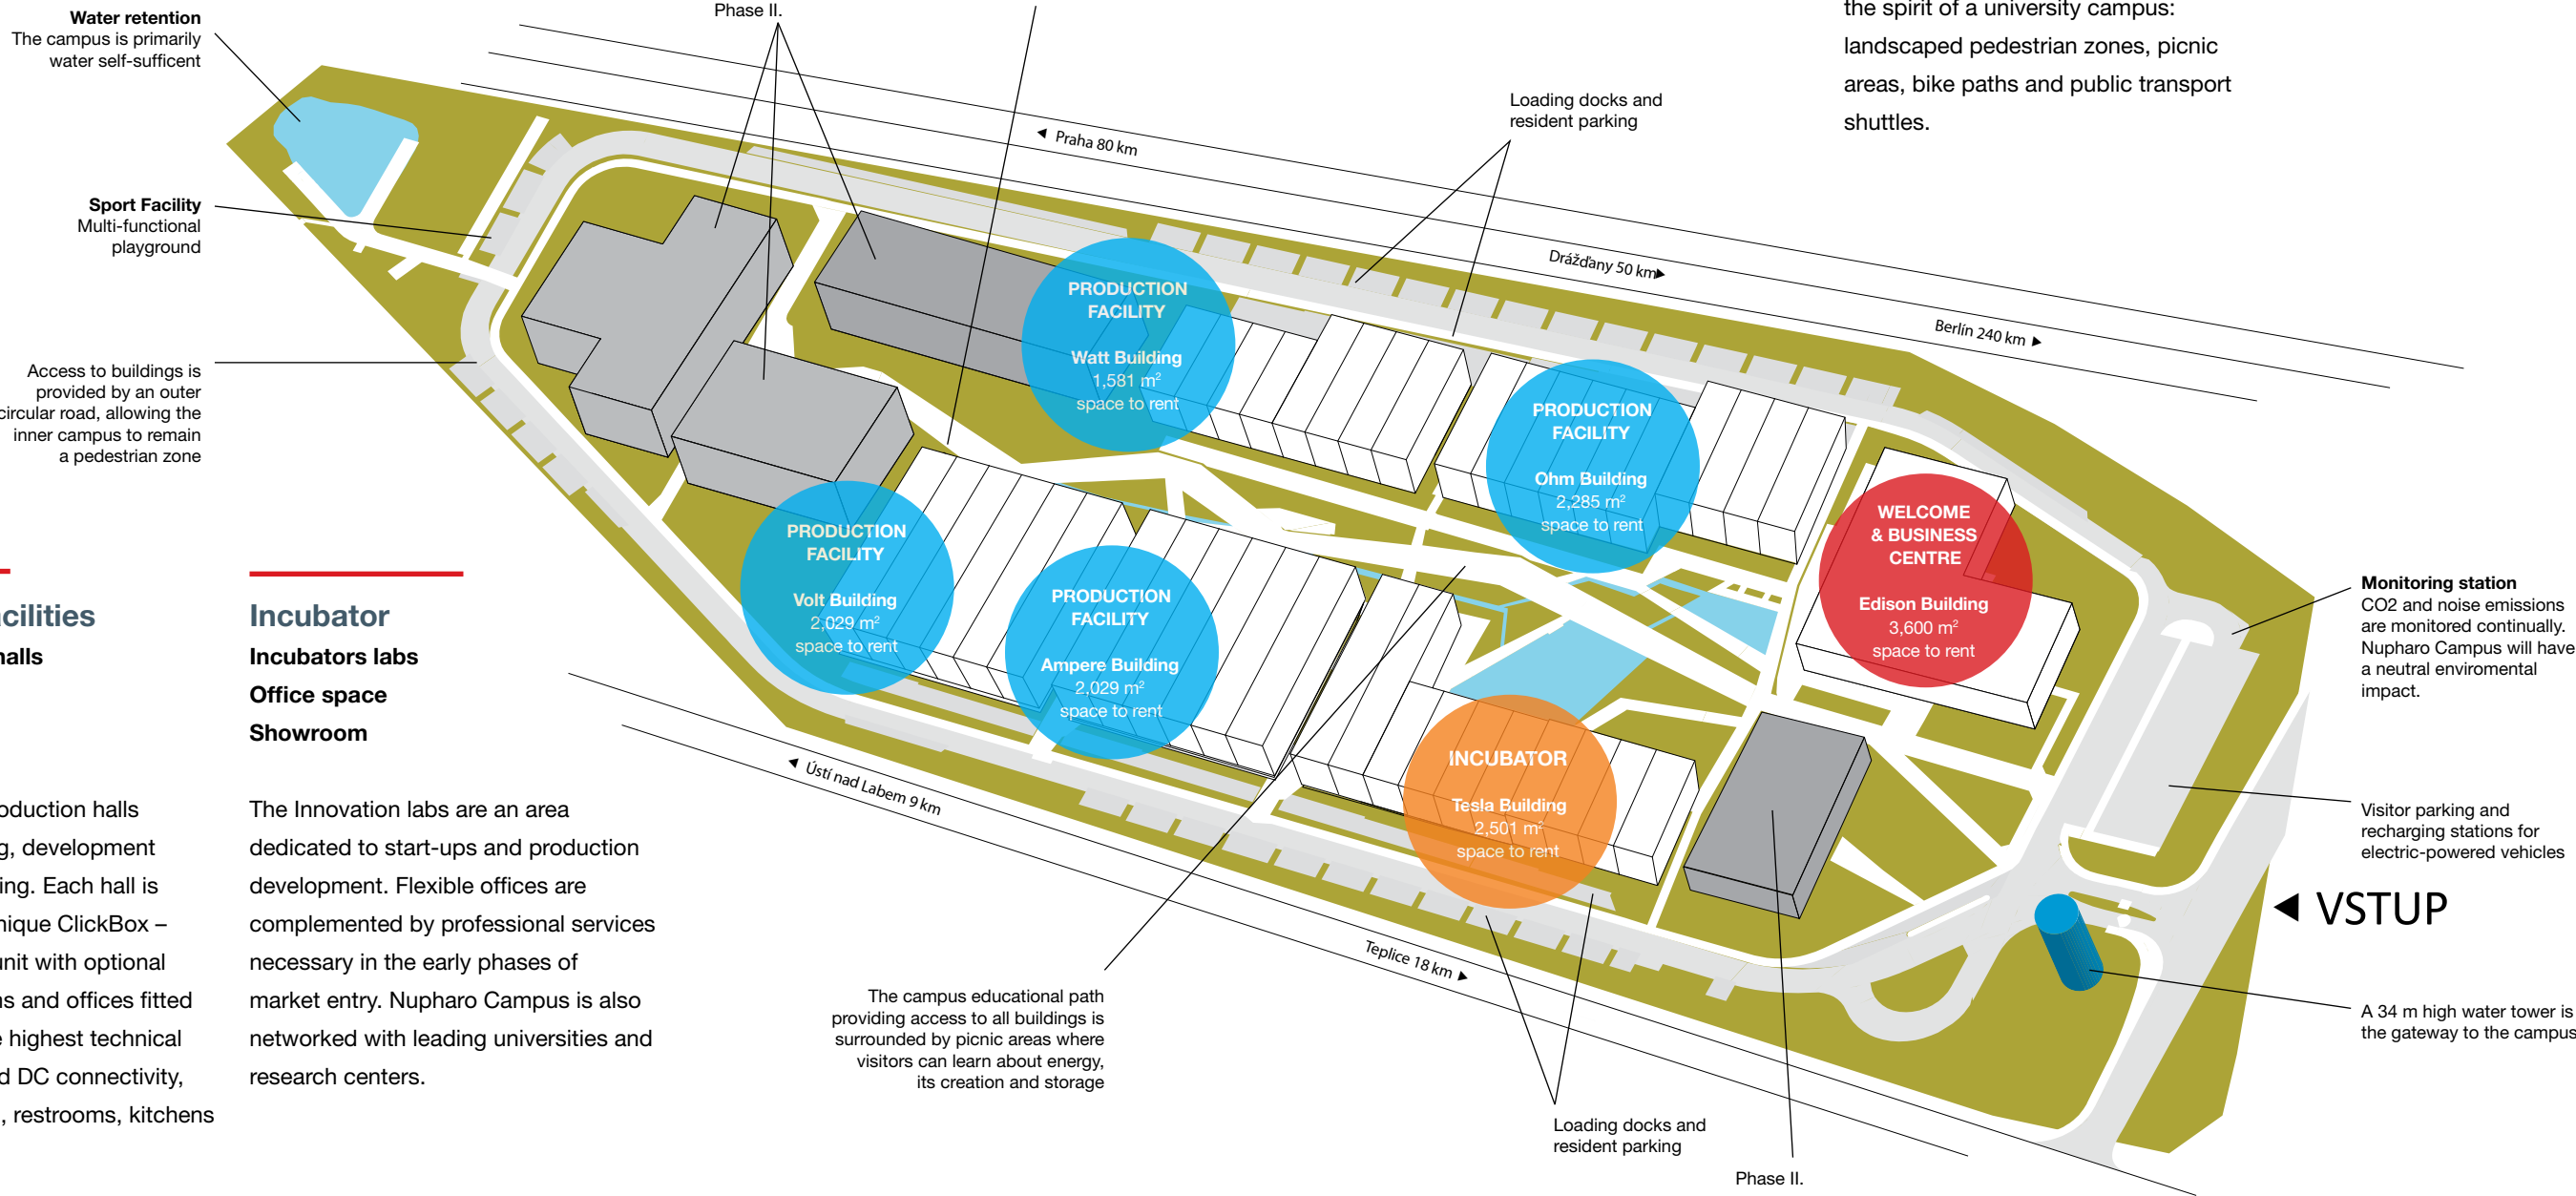 Water retention
The campus is primarily
water self-sufficent
Phase II.
the spirit of a university campus:
landscaped pedestrian zones, picnic
areas, bike paths and public transport
shuttles.
Loading docks and
resident parking
◄ Praha 80 km
Drážďany 50 km►
Berlín 240 km ►
Sport Facility
Multi-functional
playground
Access to buildings is
provided by an outer
circular road, allowing the
inner campus to remain
a pedestrian zone
PRODUCTION
FACILITY
Watt Building
1,581 m²
space to rent
PRODUCTION
FACILITY
Ohm Building
2,285 m²
space to rent
WELCOME
& BUSINESS
CENTRE
Edison Building
3,600 m²
space to rent
PRODUCTION
FACILITY
Volt Building
2,029 m²
space to rent
PRODUCTION
FACILITY
Ampere Building
2,029 m²
space to rent
INCUBATOR
Tesla Building
2,501 m²
space to rent
Monitoring station
CO2 and noise emissions
are monitored continually.
Nupharo Campus will have
a neutral enviromental
impact.
Visitor parking and
recharging stations for
electric-powered vehicles
◄ VSTUP
A 34 m high water tower is
the gateway to the campus
◄ Ústí nad Labem 9 km
Teplice 18 km ►
The campus educational path
providing access to all buildings is
surrounded by picnic areas where
visitors can learn about energy,
its creation and storage
Loading docks and
resident parking
Phase II.
cilities
halls
oduction halls
g, development
ing. Each hall is
nique ClickBox –
unit with optional
ns and offices fitted
e highest technical
d DC connectivity,
, restrooms, kitchens
Incubator
Incubators labs
Office space
Showroom
The Innovation labs are an area
dedicated to start-ups and production
development. Flexible offices are
complemented by professional services
necessary in the early phases of
market entry. Nupharo Campus is also
networked with leading universities and
research centers.